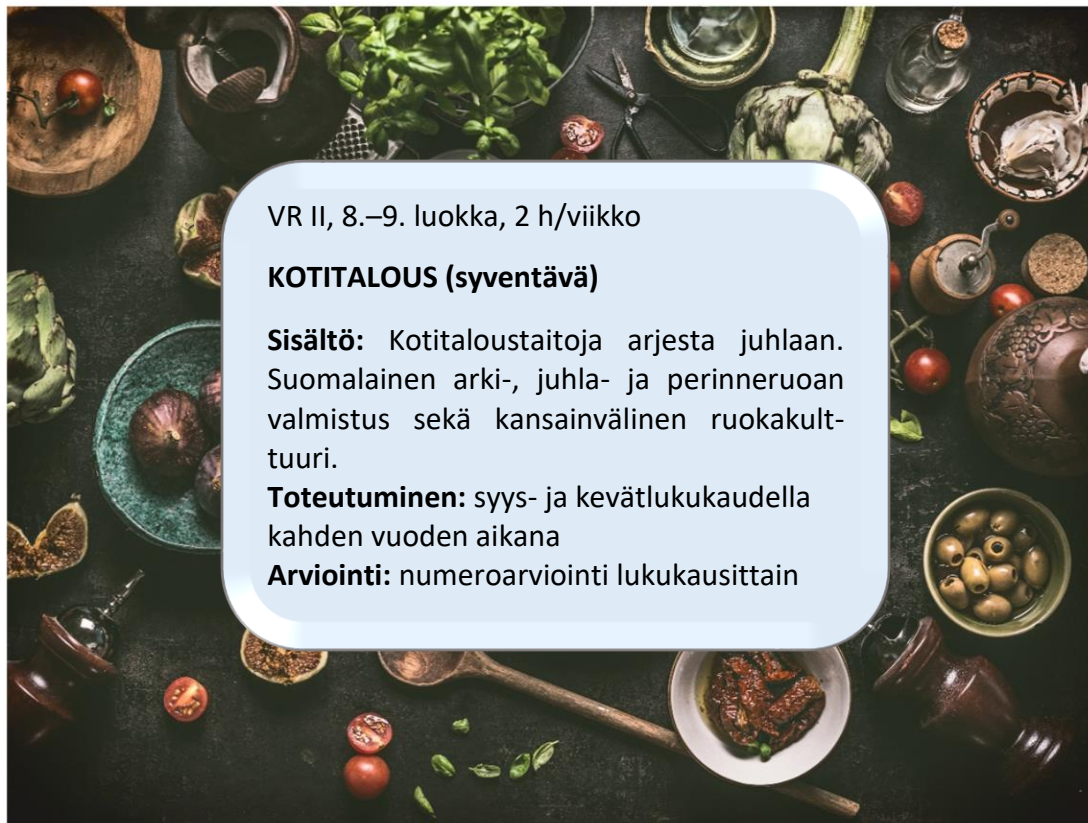 VR II, 8.–9. luokka, 2 h/viikko
KOTITALOUS (syventävä)
Sisältö: Kotitaloustaitoja arjesta juhlaan.
Suomalainen arki-, juhla- ja perinneruoan
valmistus sekä kansainvälinen ruokakult-
tuuri.
Toteutuminen: syys- ja kevätlukukaudella
kahden vuoden aikana
Arviointi: numeroarviointi lukukausittain